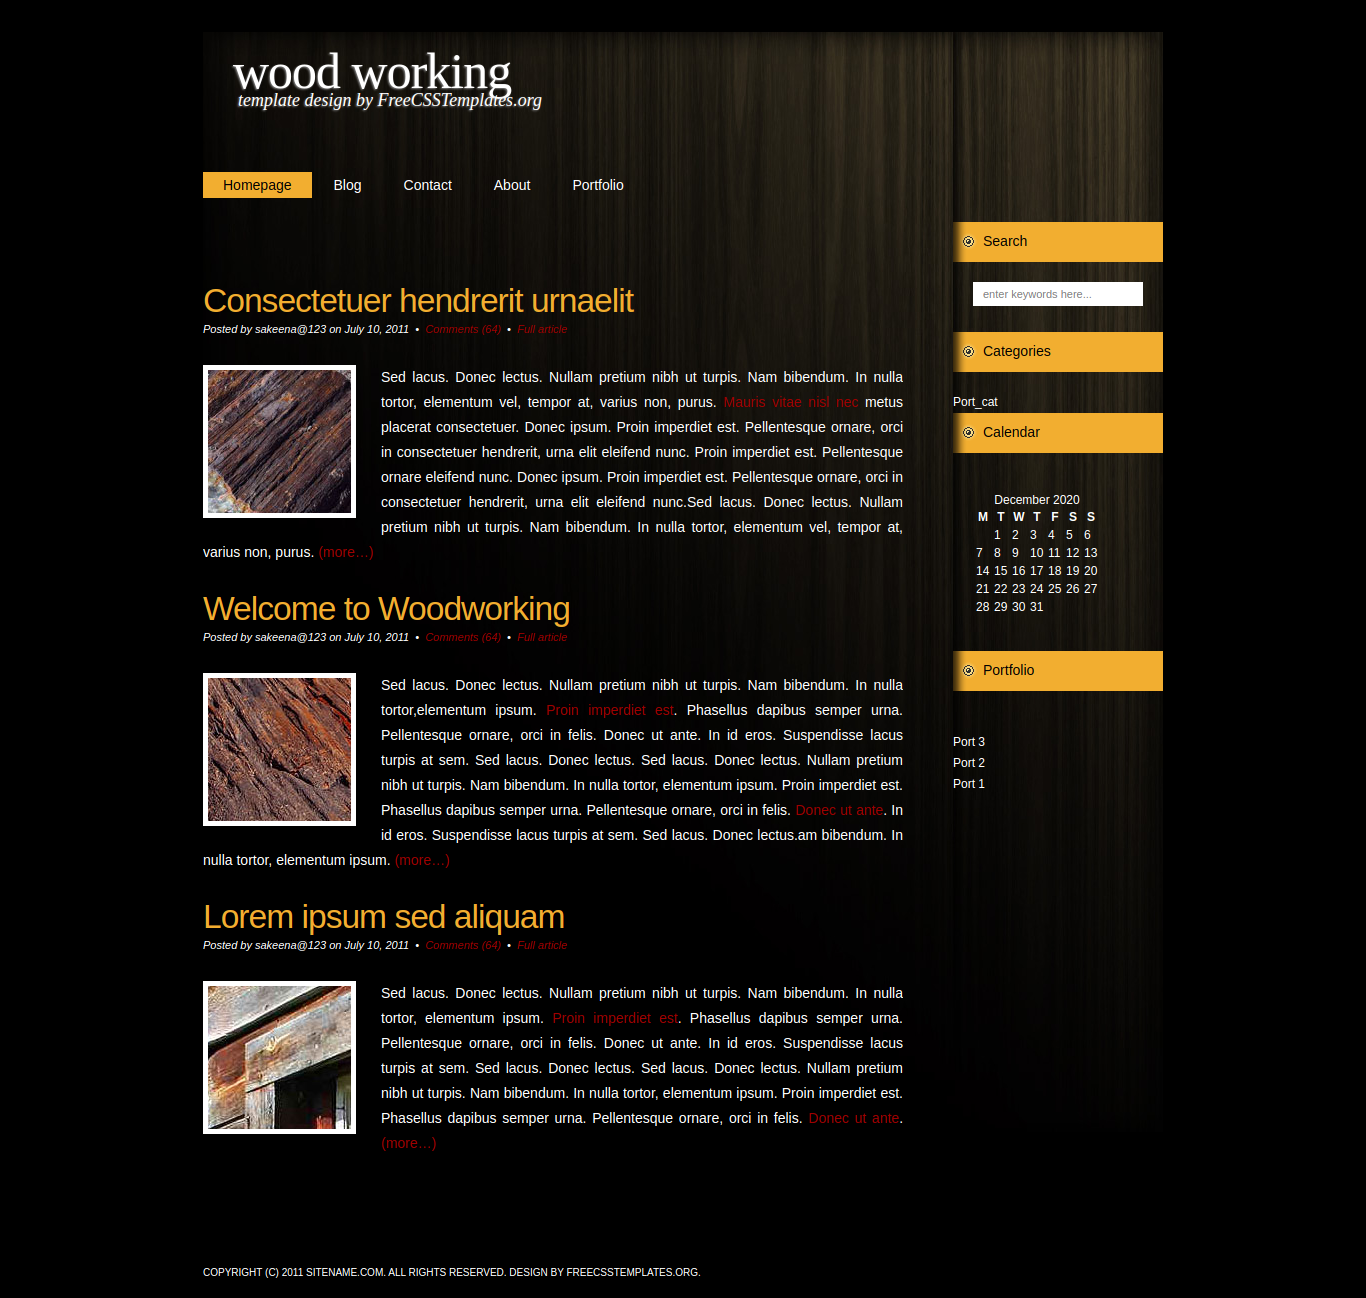 wood working
template design by FreeCSSTemplates.org
Homepage Blog Contact About Portfolio
Consectetuer hendrerit urnaelit
Posted by sakeena@123 on July 10, 2011 • Comments (64) • Full article
Sed lacus. Donec lectus. Nullam pretium nibh ut turpis. Nam bibendum. In nulla
tortor, elementum vel, tempor at, varius non, purus. Mauris vitae nisl nec metus
placerat consectetuer. Donec ipsum. Proin imperdiet est. Pellentesque ornare, orci
in consectetuer hendrerit, urna elit eleifend nunc. Proin imperdiet est. Pellentesque
ornare eleifend nunc. Donec ipsum. Proin imperdiet est. Pellentesque ornare, orci in
consectetuer hendrerit, urna elit eleifend nunc.Sed lacus. Donec lectus. Nullam
pretium nibh ut turpis. Nam bibendum. In nulla tortor, elementum vel, tempor at,
varius non, purus. (more…)
Welcome to Woodworking
Posted by sakeena@123 on July 10, 2011 • Comments (64) • Full article
Sed lacus. Donec lectus. Nullam pretium nibh ut turpis. Nam bibendum. In nulla
tortor,elementum ipsum. Proin imperdiet est. Phasellus dapibus semper urna.
Pellentesque ornare, orci in felis. Donec ut ante. In id eros. Suspendisse lacus
turpis at sem. Sed lacus. Donec lectus. Sed lacus. Donec lectus. Nullam pretium
nibh ut turpis. Nam bibendum. In nulla tortor, elementum ipsum. Proin imperdiet est.
Phasellus dapibus semper urna. Pellentesque ornare, orci in felis. Donec ut ante. In
id eros. Suspendisse lacus turpis at sem. Sed lacus. Donec lectus.am bibendum. In
nulla tortor, elementum ipsum. (more…)
Lorem ipsum sed aliquam
Posted by sakeena@123 on July 10, 2011 • Comments (64) • Full article
Sed lacus. Donec lectus. Nullam pretium nibh ut turpis. Nam bibendum. In nulla
tortor, elementum ipsum. Proin imperdiet est. Phasellus dapibus semper urna.
Pellentesque ornare, orci in felis. Donec ut ante. In id eros. Suspendisse lacus
turpis at sem. Sed lacus. Donec lectus. Sed lacus. Donec lectus. Nullam pretium
nibh ut turpis. Nam bibendum. In nulla tortor, elementum ipsum. Proin imperdiet est.
Phasellus dapibus semper urna. Pellentesque ornare, orci in felis. Donec ut ante.
(more…)
Search
enter keywords here...
Categories
Port_cat
Calendar
December 2020
M T W T F S S
1 2 3 4 5 6
7 8 9 10 11 12 13
14 15 16 17 18 19 20
21 22 23 24 25 26 27
28 29 30 31
Portfolio
Port 3
Port 2
Port 1
COPYRIGHT (C) 2011 SITENAME.COM. ALL RIGHTS RESERVED. DESIGN BY FREECSSTEMPLATES.ORG.